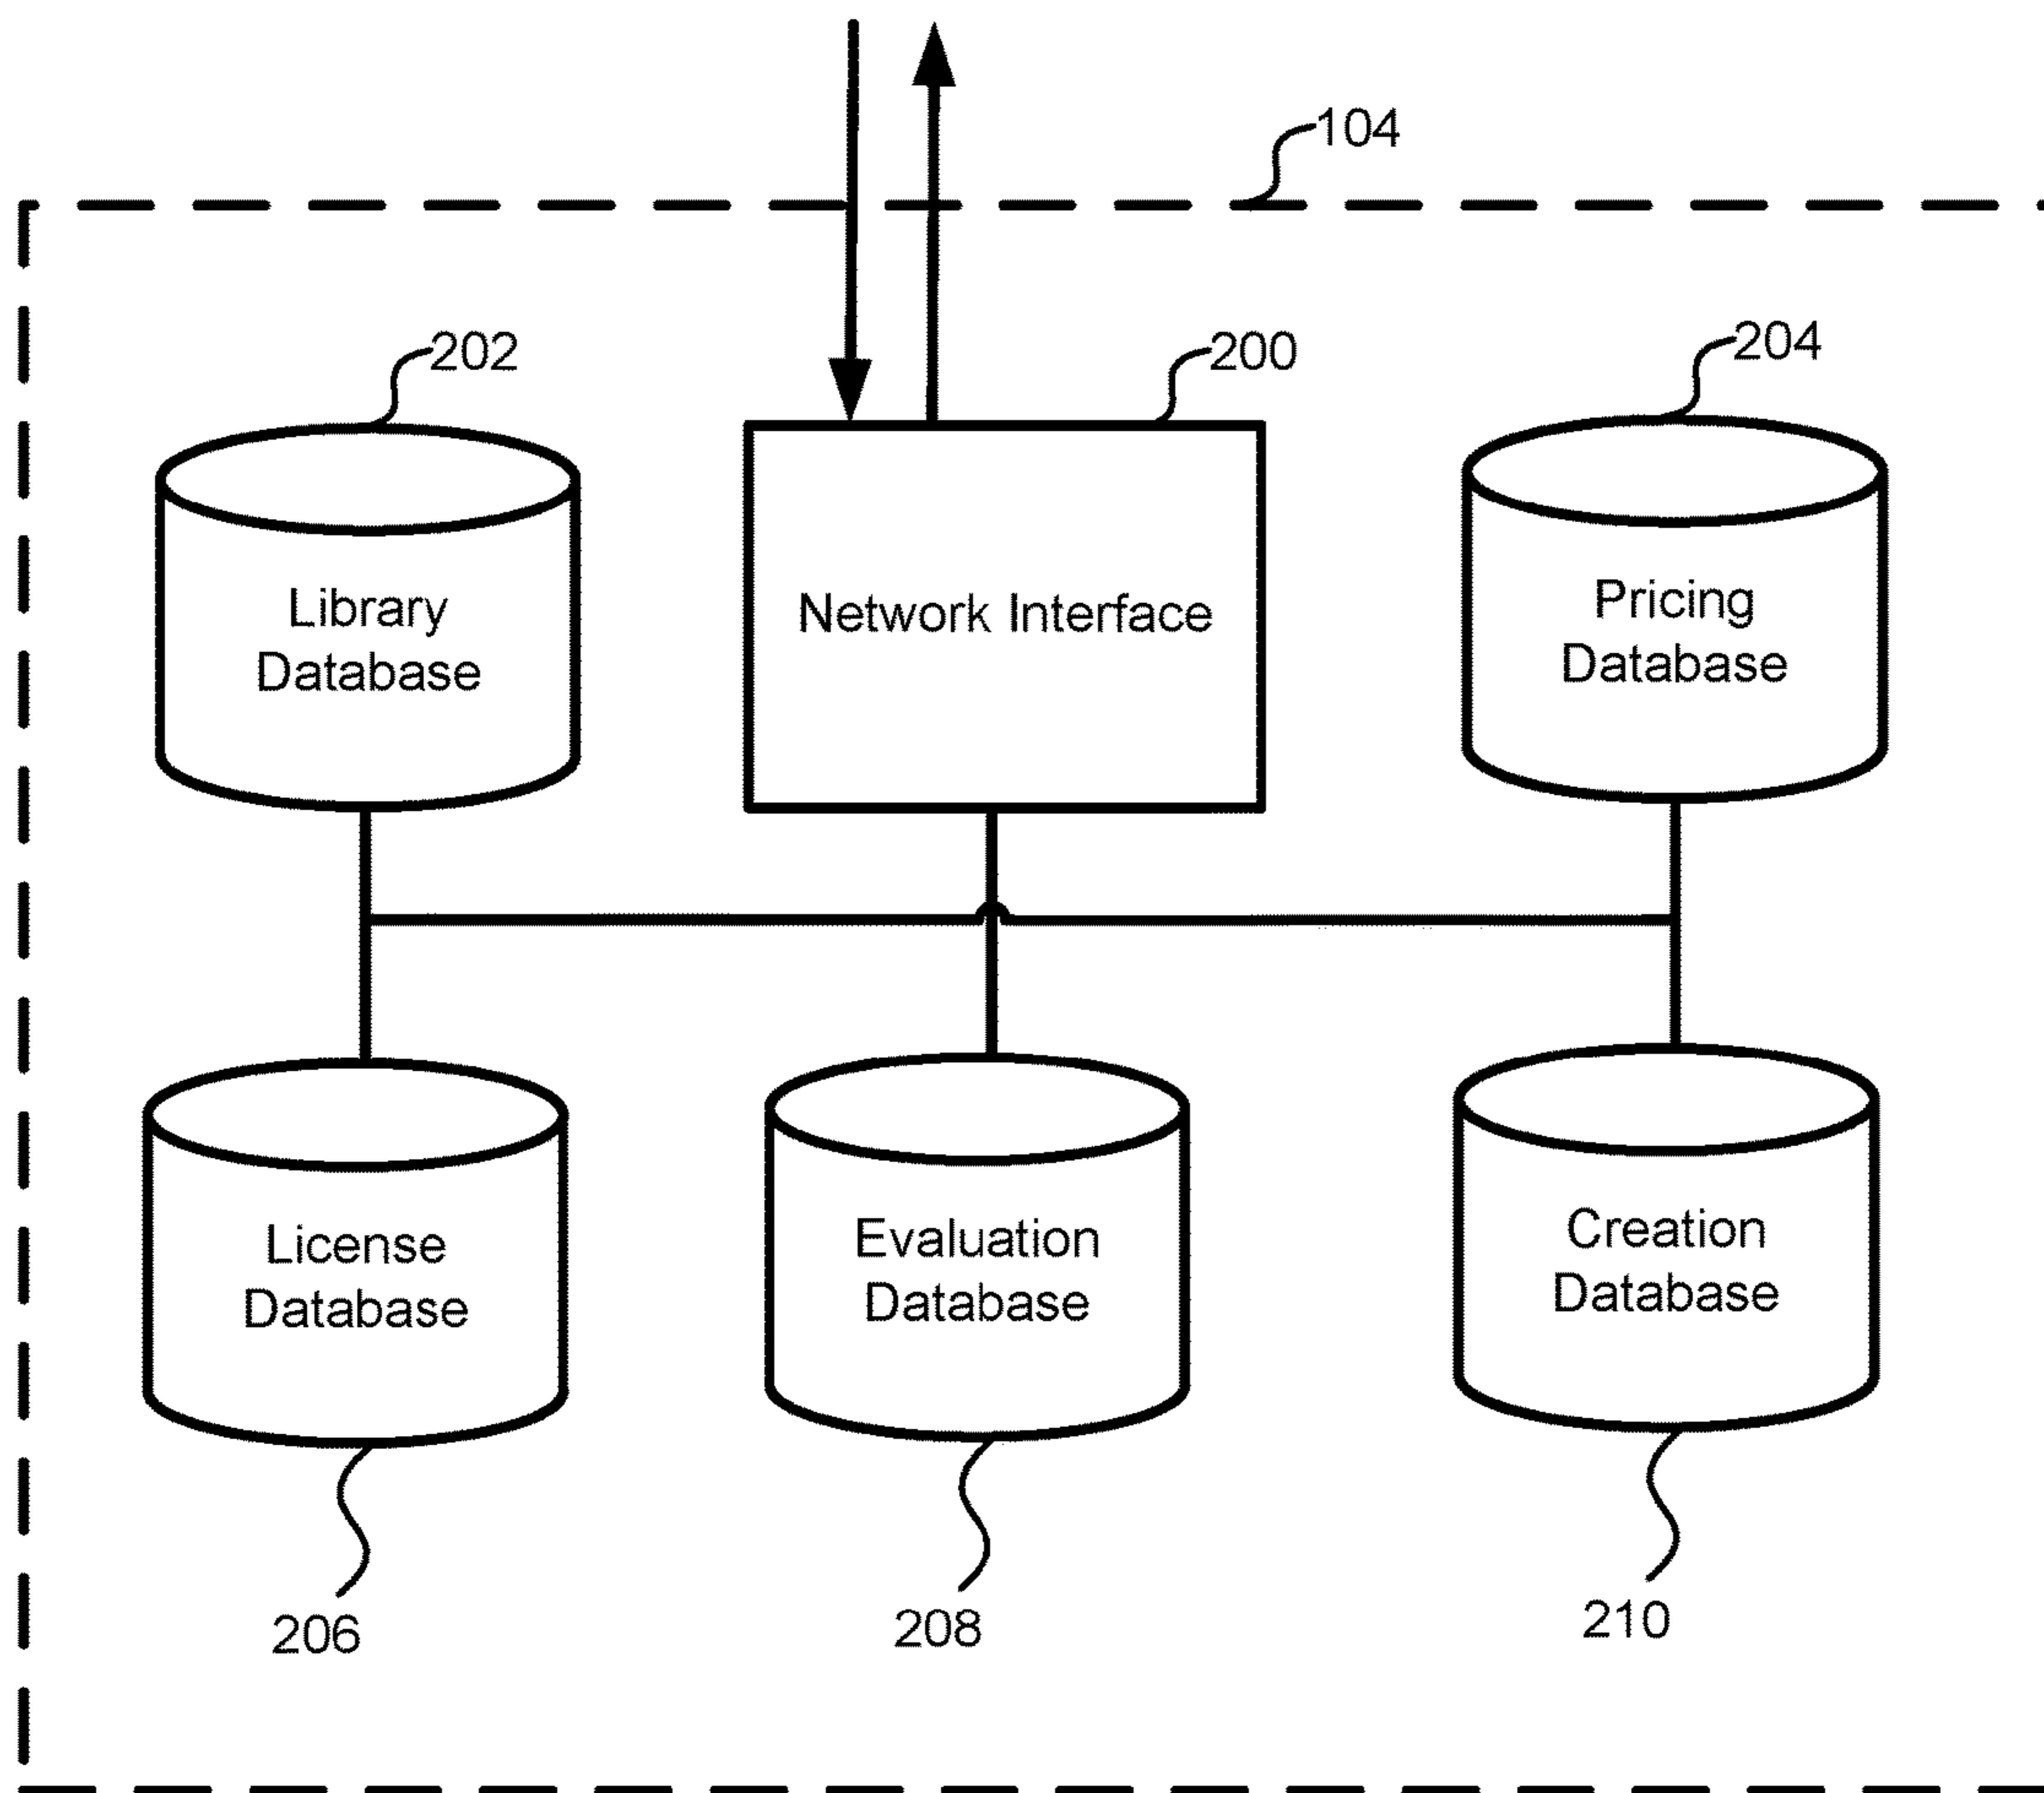 104
202
200
204
Library
Database
Network Interface
Pricing
Database
License
Database
Evaluation
Database
Creation
Database
206
208
210